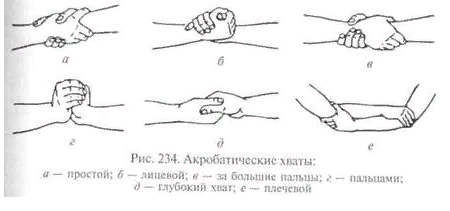 а
б
в
г
д
е
Рис. 234. Акробатические хваты:
а — простой; б — лицевой; в — за большие пальцы; г — пальцами;
д — глубокий хват; е — плечевой